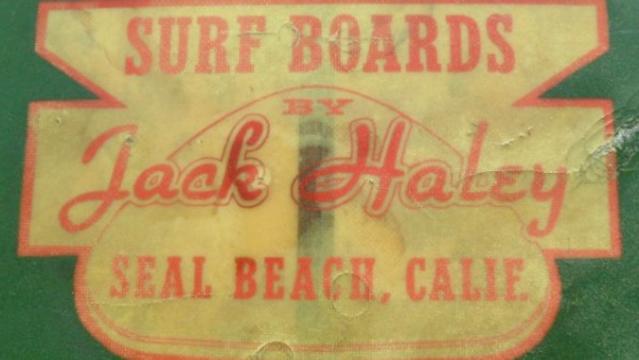 SURF BOARDS
BY
Jack Haley
SEAL BEACH, CALIF.